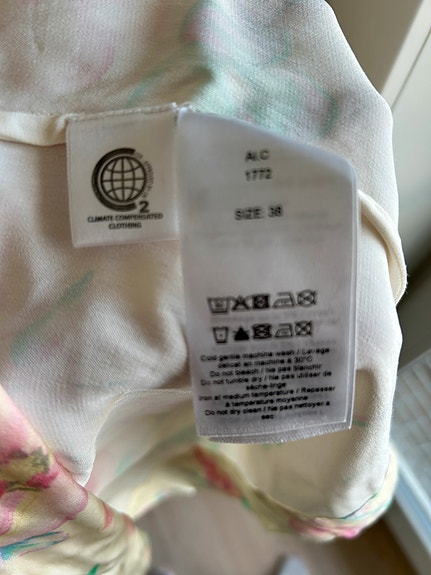 2
CLIMATE COMPENSATED
CLOTHING
ALC
1772
SIZE: 38
Cold gentle machine wash / Lavage
délicat en machine à 30°C
Do not bleach / Ne pas blanchir
Do not tumble dry / Ne pas utiliser de
sèche-linge
Iron at medium temperature / Repasser
à température moyenne
Do not dry clean / Ne pas nettoyer à
sec